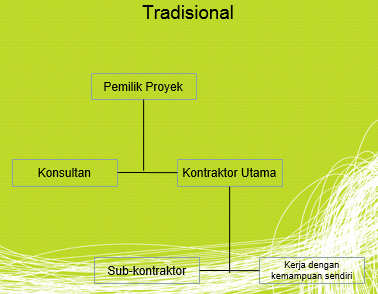 Tradisional
Pemilik Proyek
Konsultan
Kontraktor Utama
Sub-kontraktor
Kerja dengan
kemampuan sendiri